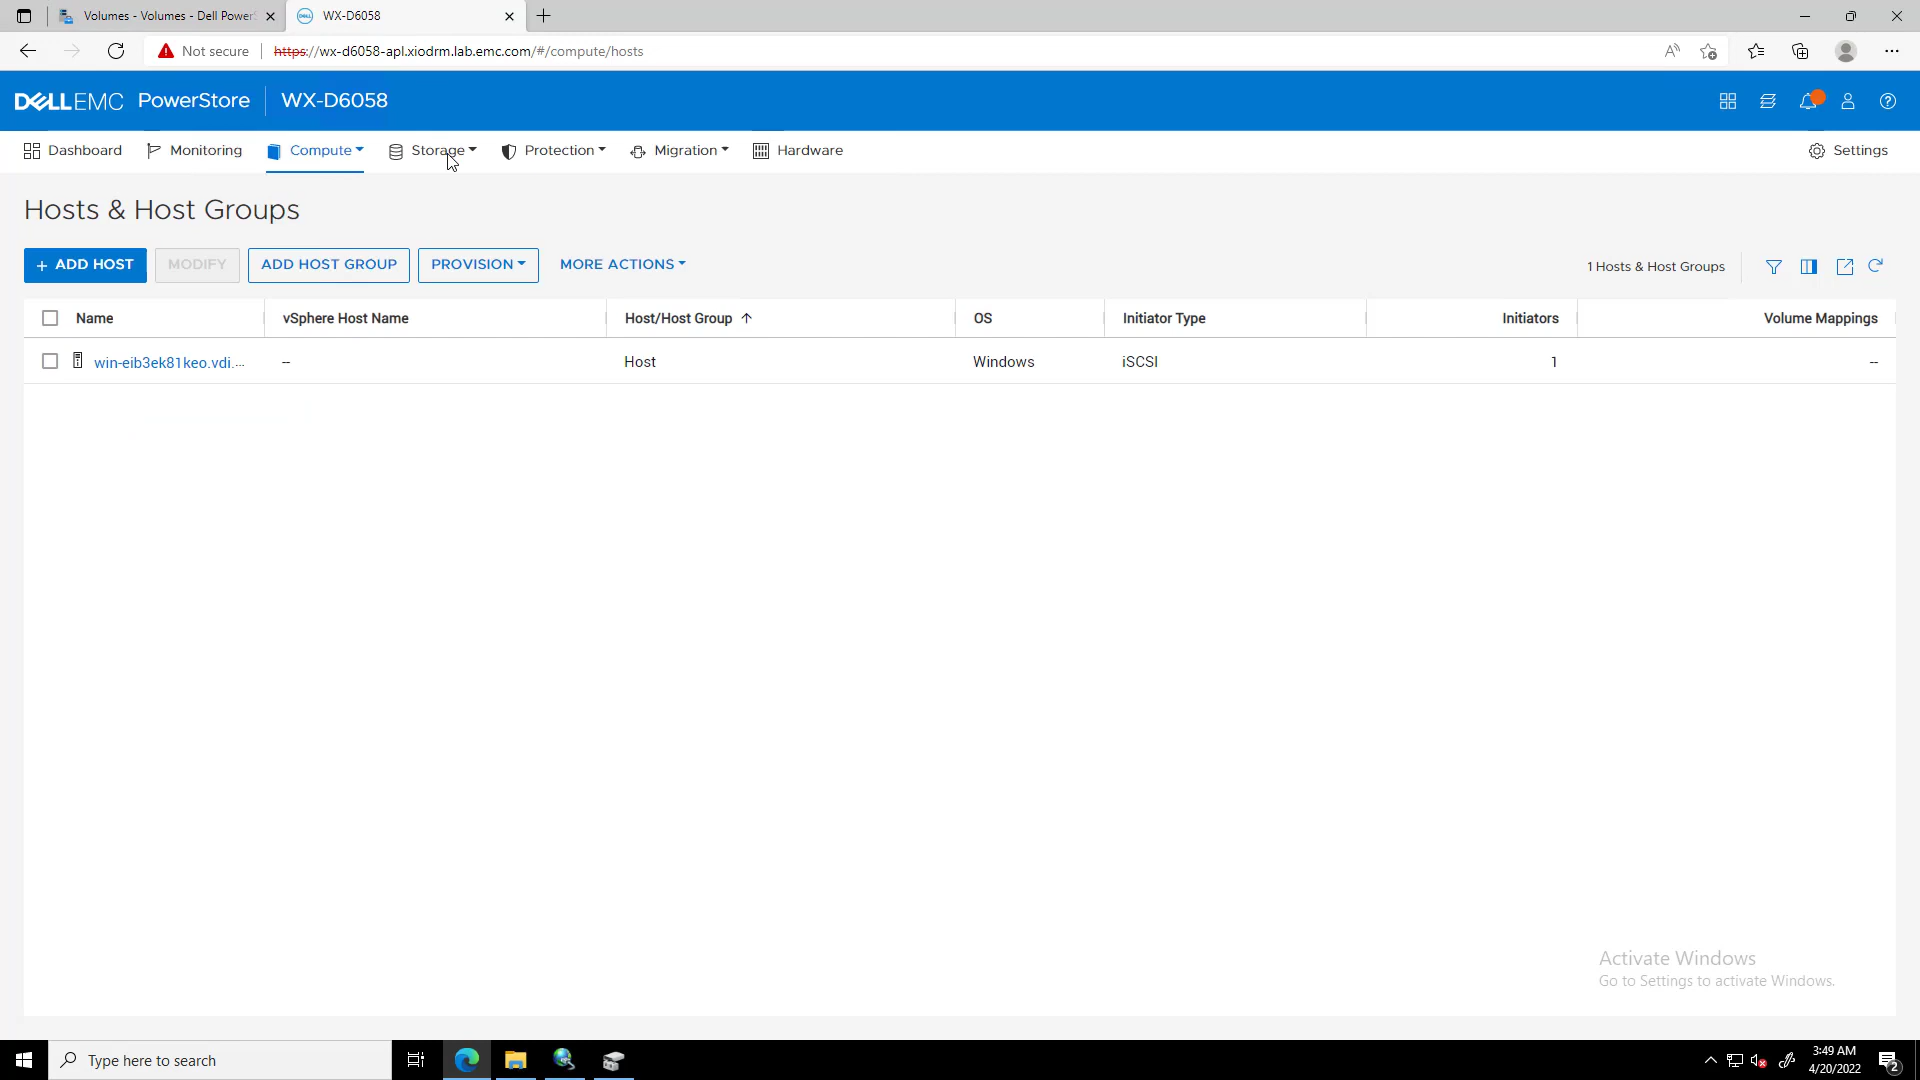 Volumes - Volumes - Dell Power
WX-D6058
Not secure
https://wx-d6058-apl.xiodrm.lab.emc.com/#/compute/hosts
DELLEMC PowerStore WX-D6058
Dashboard Monitoring Compute Storage Protection Migration Hardware Settings
Hosts & Host Groups
+ ADD HOST MODIFY ADD HOST GROUP PROVISION MORE ACTIONS 1 Hosts & Host Groups
Name vSphere Host Name Host/Host Group OS Initiator Type Initiators Volume Mappings
win-eib3ek81keo.vdi.... -- Host Windows iSCSI 1 --
Activate Windows
Go to Settings to activate Windows.
Type here to search
3:49 AM
4/20/2022
2